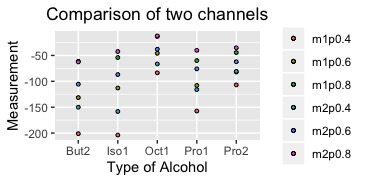 Comparison of two channels
Measurement
-50
-100
-150
-200
But2 Iso1 Oct1 Pro1 Pro2
Type of Alcohol
m1p0.4
m1p0.6
m1p0.8
m2p0.4
m2p0.6
m2p0.8